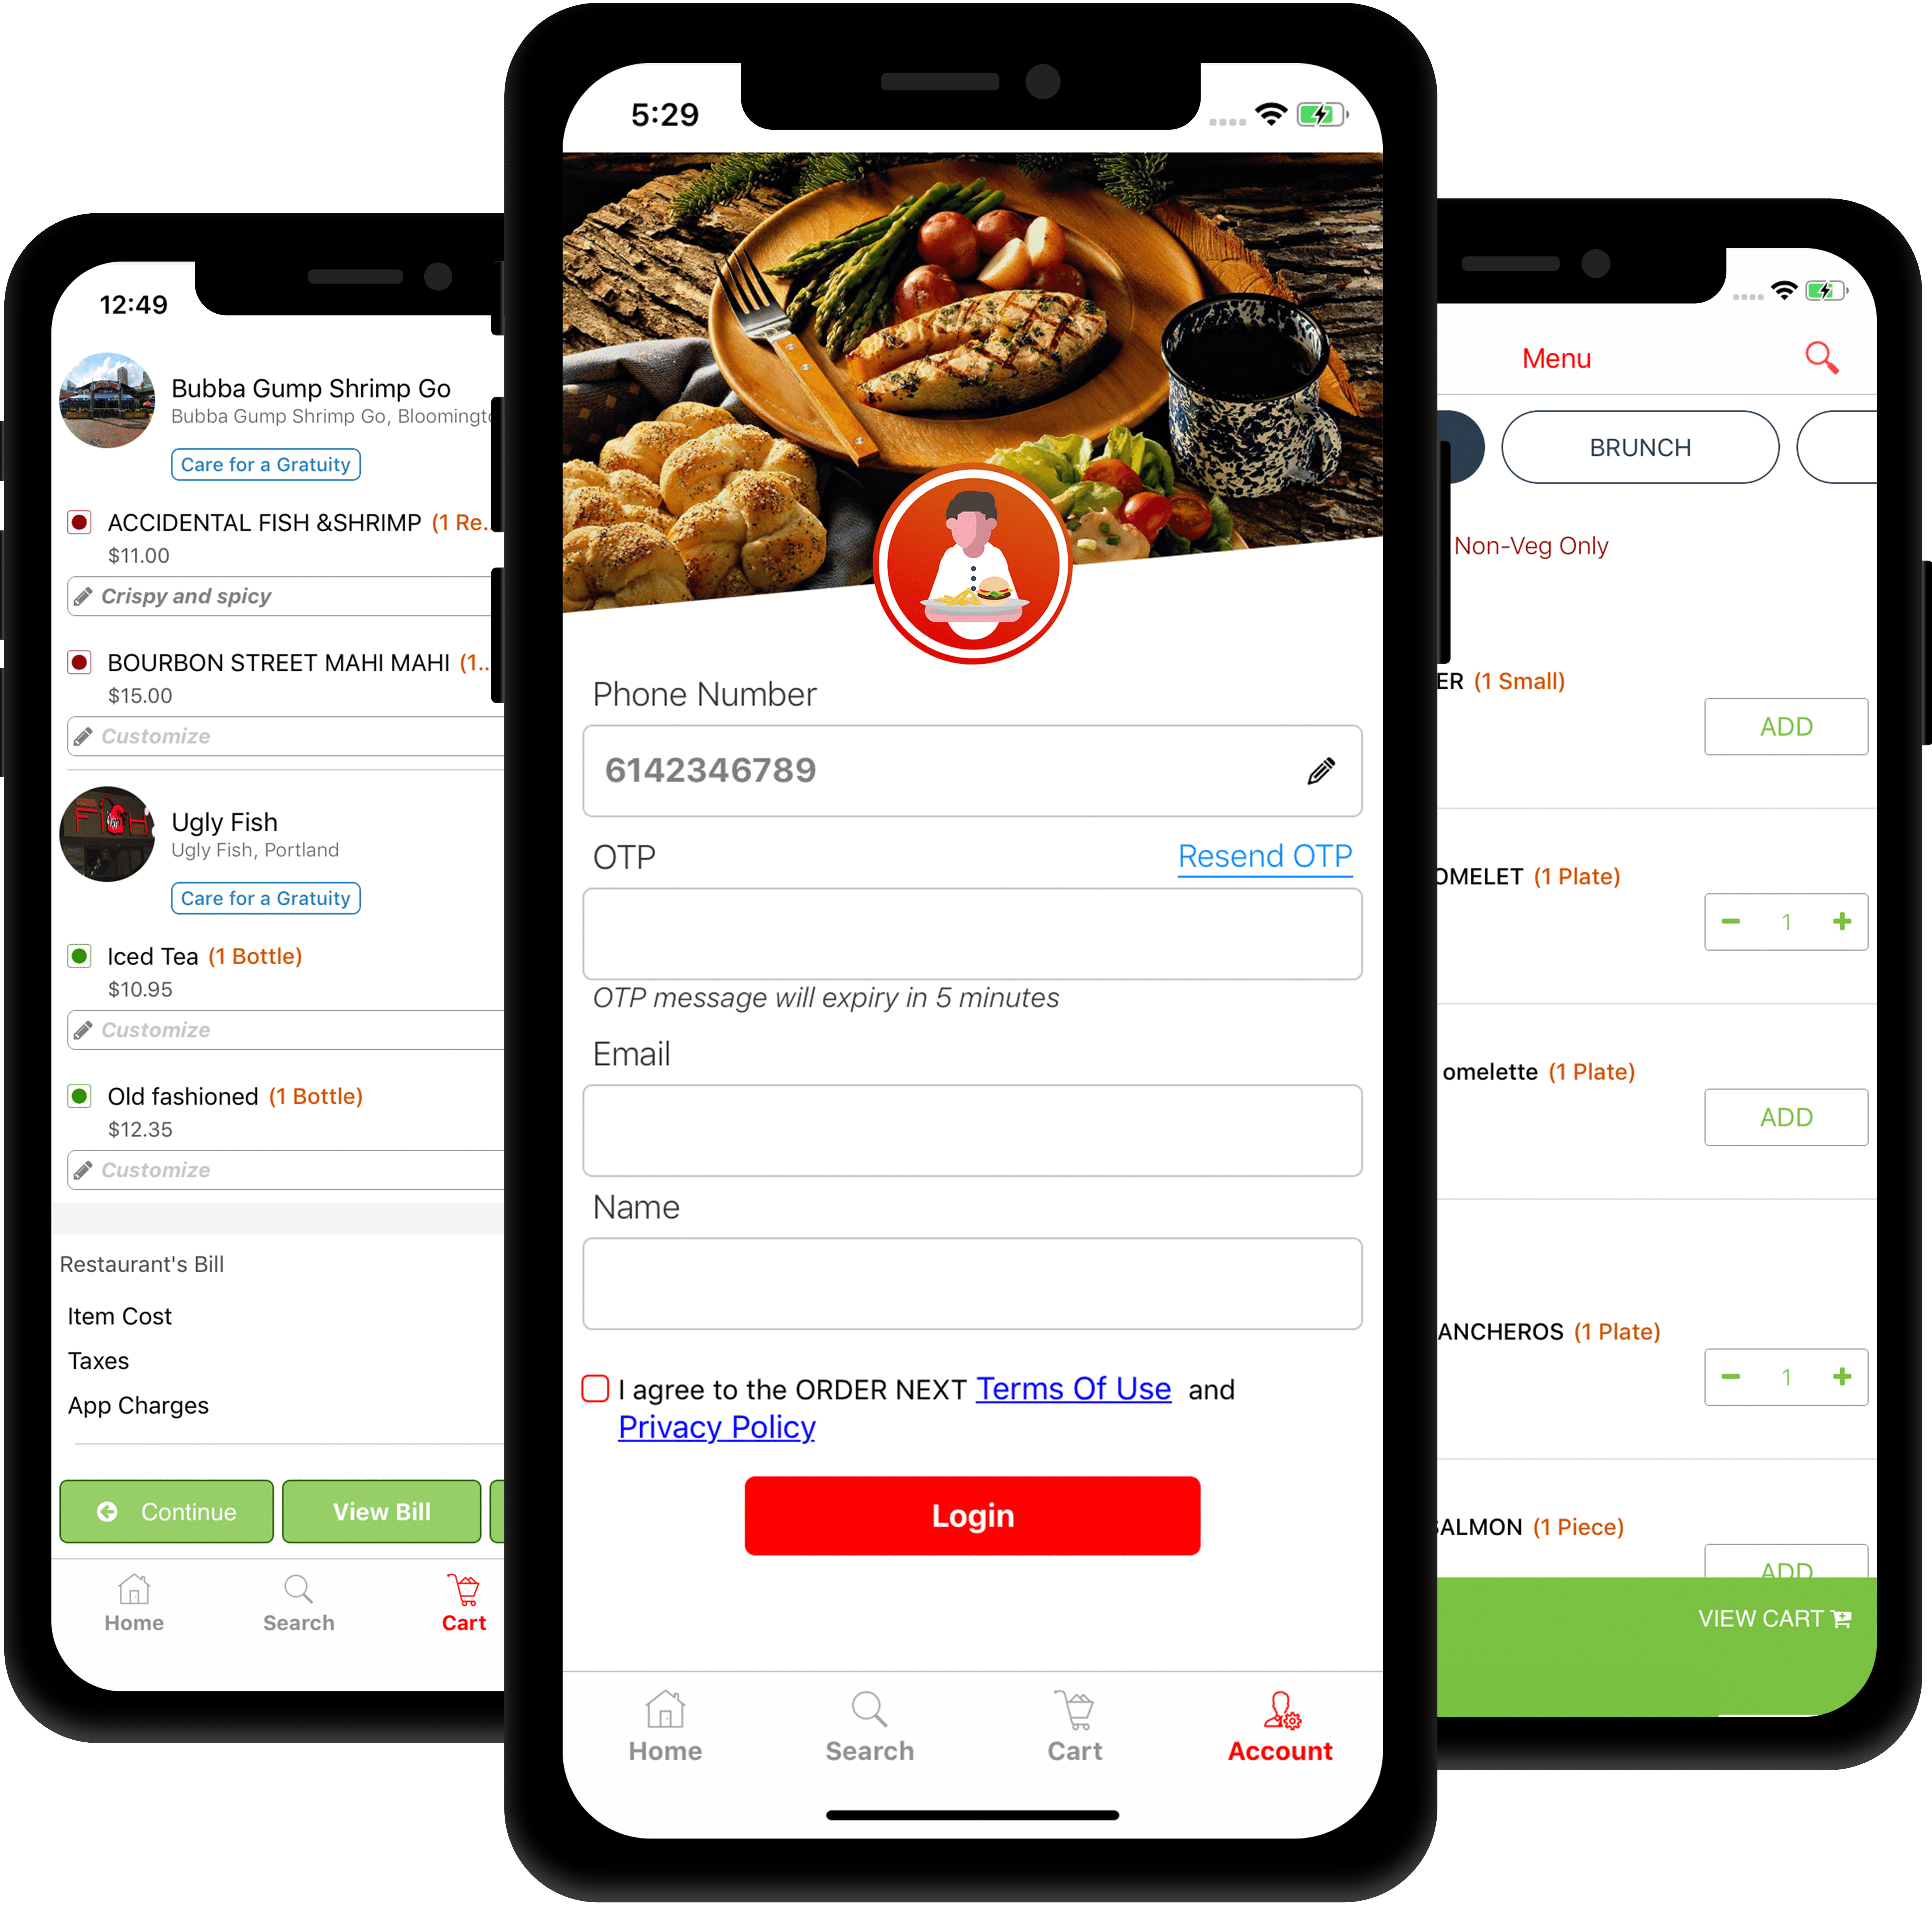 12:49
Bubba Gump Shrimp Go
Bubba Gump Shrimp Go,
Care for a Gratuity
ACCIDENTAL FISH &SHRIMP (1 Re..
$11.00
Crispy and spicy
BOURBON STREET MAHI MAHI (1..
$15.00
Customize
FiSH
Ugly Fish
Ugly Fish, Portland
Care for a Gratuity
Iced Tea (1 Bottle)
$10.95
Customize
Old fashioned (1 Bottle)
$12.35
Customize
Restaurant's Bill
Item Cost
Taxes
App Charges
Continue
View Bill
Home
Search
Cart
5:29
Phone Number
6142346789
OTP
Resend OTP
OTP message will expiry in 5 minutes
Email
Name
I agree to the ORDER NEXT Terms Of Use and
Privacy Policy
Login
Home
Search
Cart
Account
Menu
BRUNCH
Non-Veg Only
(1 Small)
ADD
OMELET (1 Plate)
1
omelette (1 Plate)
ADD
ANCHEROS (1 Plate)
1
SALMON (1 Piece)
ADD
VIEW CART